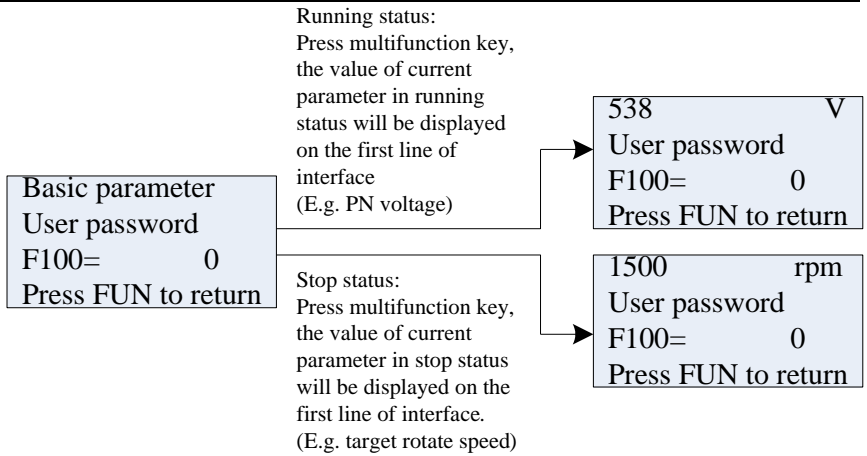 Running status:
Press multifunction key,
the value of current
parameter in running
status will be displayed
on the first line of
interface
(E.g. PN voltage)
Basic parameter
User password
F100= 0
Press FUN to return
538 V
User password
F100= 0
Press FUN to return
Stop status:
Press multifunction key,
the value of current
parameter in stop status
will be displayed on the
first line of interface.
(E.g. target rotate speed)
1500 rpm
User password
F100= 0
Press FUN to return